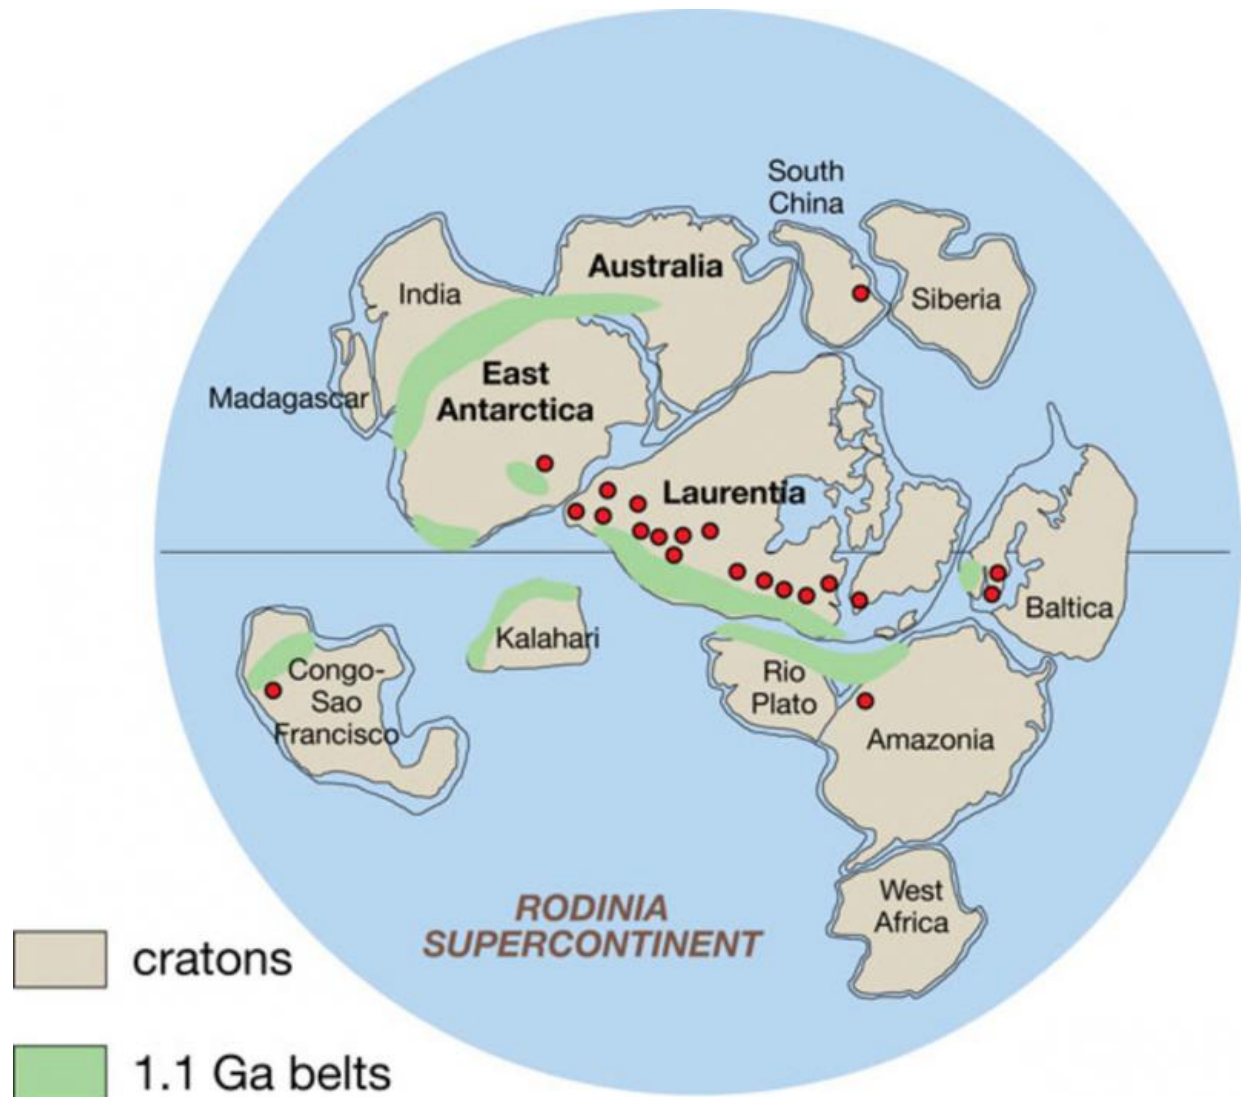 South
China
Australia
India
Siberia
East
Antarctica
Madagascar
Laurentia
Baltica
Kalahari
Congo-
Sao
Francisco
Rio
Plato
Amazonia
West
Africa
RODINIA
SUPERCONTINENT
cratons
1.1 Ga belts